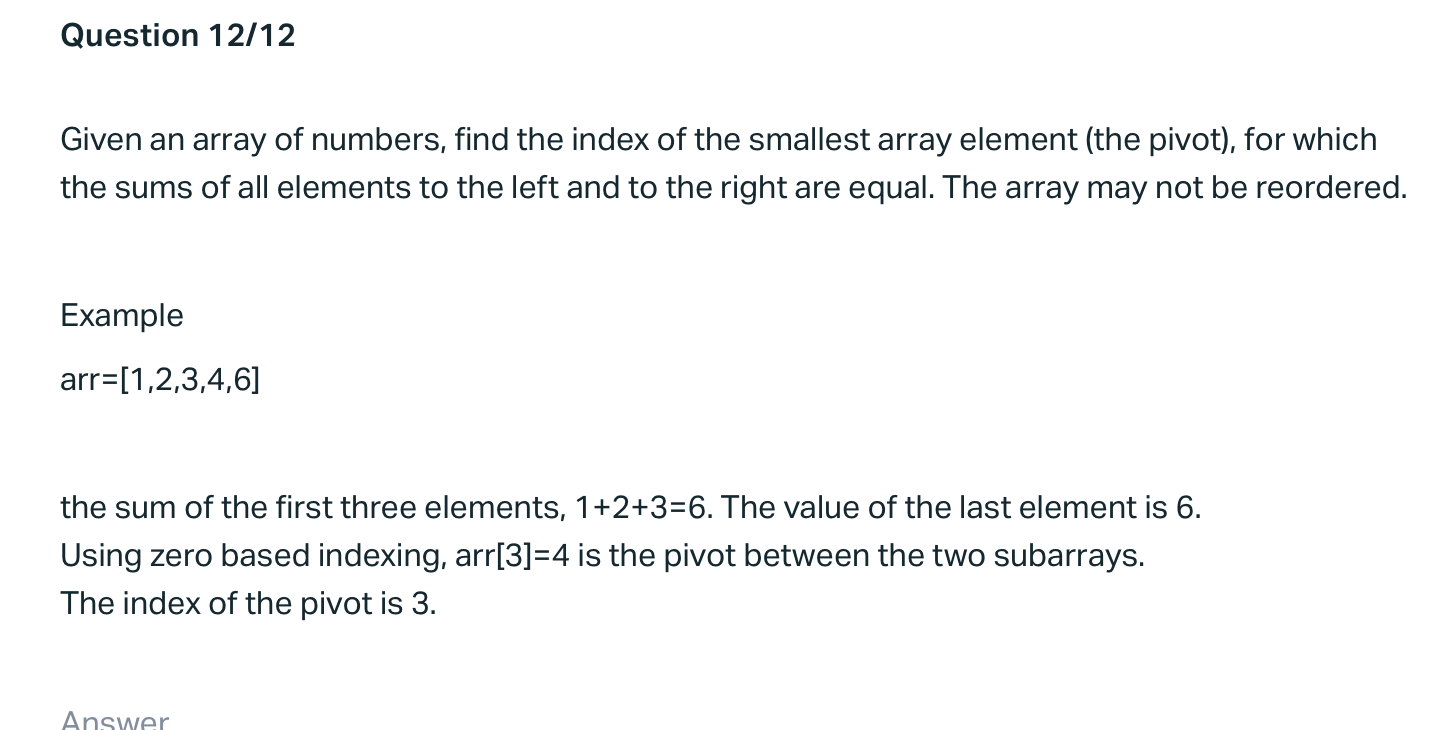 Question 12/12
Given an array of numbers, find the index of the smallest array element (the pivot), for which
the sums of all elements to the left and to the right are equal. The array may not be reordered.
Example
arr=[1,2,3,4,6]
the sum of the first three elements, 1+2+3=6. The value of the last element is 6.
Using zero based indexing, arr[3]=4 is the pivot between the two subarrays.
The index of the pivot is 3.
Answer